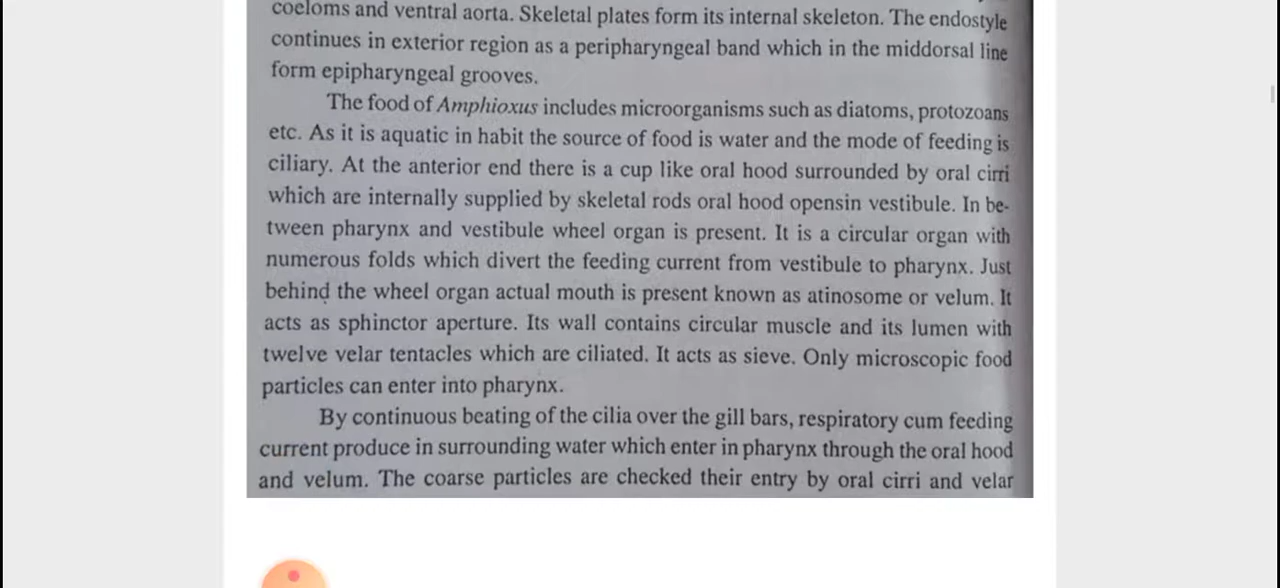 coeloms and ventral aorta. Skeletal plates form its internal skeleton. The endostyle
continues in exterior region as a peripharyngeal band which in the middorsal line
form epipharyngeal grooves.
The food of Amphioxus includes microorganisms such as diatoms, protozoans
etc. As it is aquatic in habit the source of food is water and the mode of feeding is
ciliary. At the anterior end there is a cup like oral hood surrounded by oral cirri
which are internally supplied by skeletal rods oral hood opensin vestibule. In be-
tween pharynx and vestibule wheel organ is present. It is a circular organ with
numerous folds which divert the feeding current from vestibule to pharynx. Just
behind the wheel organ actual mouth is present known as atinosome or velum. It
acts as sphinctor aperture. Its wall contains circular muscle and its lumen with
twelve velar tentacles which are ciliated. It acts as sieve. Only microscopic food
particles can enter into pharynx.
By continuous beating of the cilia over the gill bars, respiratory cum feeding
current produce in surrounding water which enter in pharynx through the oral hood
and velum. The coarse particles are checked their entry by oral cirri and velar